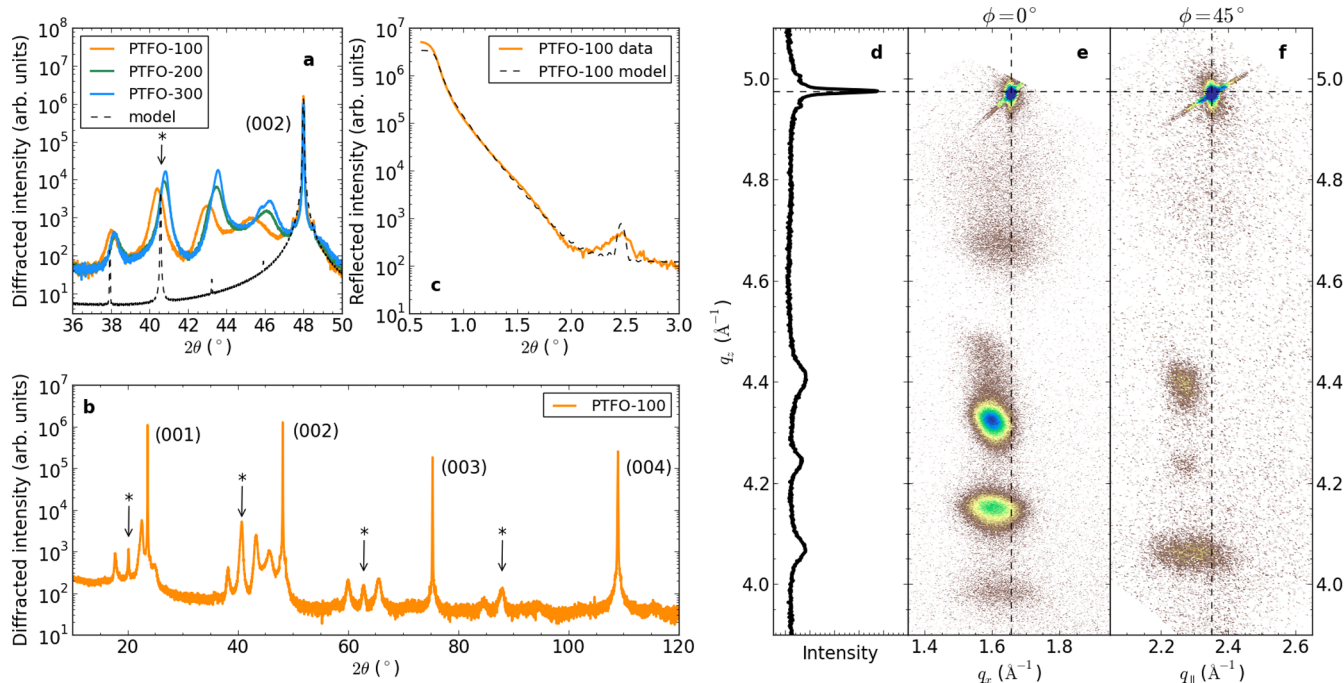 PTFO-100
PTFO-200
PTFO-300
model
a
*
(002)
Diffracted intensity (arb. units)
10^8
10^7
10^6
10^5
10^4
10^3
10^2
10^1
36 38 40 42 44 46 48 50
2θ (°)
PTFO-100 data
PTFO-100 model
c
Reflected intensity (arb. units)
10^7
10^6
10^5
10^4
10^3
10^2
10^1
0.5 1.0 1.5 2.0 2.5 3.0
2θ (°)
b
PTFO-100
(001)
(002)
(003)
(004)
* * * *
Diffracted intensity (arb. units)
10^7
10^6
10^5
10^4
10^3
10^2
10^1
20 40 60 80 100 120
2θ (°)
ϕ=0° ϕ=45°
d e f
q_z (Å⁻¹)
5.0 5.0
4.8 4.8
4.6 4.6
4.4 4.4
4.2 4.2
4.0 4.0
Intensity
1.4 1.6 1.8
q_x (Å⁻¹)
2.2 2.4 2.6
q_∥ (Å⁻¹)